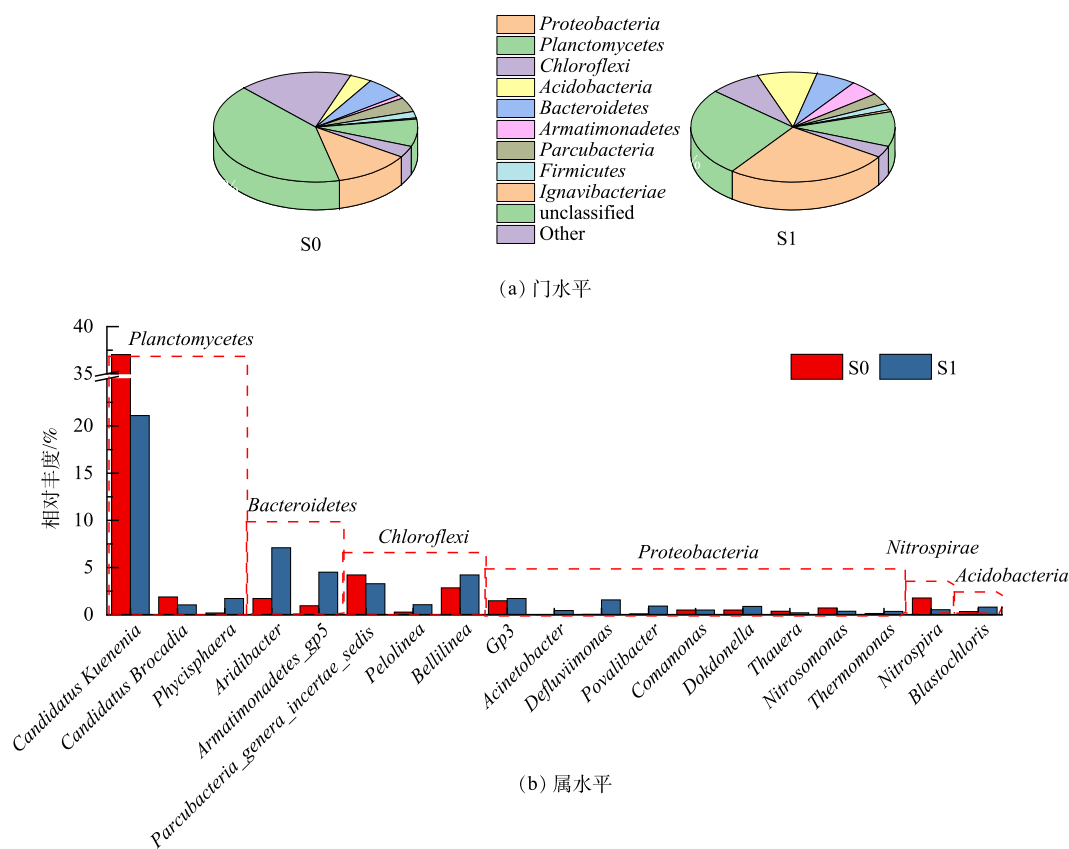 Proteobacteria
Planctomycetes
Chloroflexi
Acidobacteria
Bacteroidetes
Armatimonadetes
Parcubacteria
Firmicutes
Ignavibacteriae
unclassified
Other
S0
S1
(a) 门水平
40
35
20
15
10
5
0
相对丰度/%
Planctomycetes
Bacteroidetes
Chloroflexi
Proteobacteria
Nitrospirae
Acidobacteria
S0
S1
Candidatus Kuenenia
Candidatus Brocadia
Phycisphaera
Aridibacter
Armatimonadetes_gp5
Parcubacteria_genera_incertae_sedis
Pelolinea
Bellilinea
Gp3
Acinetobacter
Defluviimonas
Povalibacter
Comamonas
Dokdonella
Thauera
Nitrosomonas
Thermomonas
Nitrospira
Blastochloris
(b) 属水平